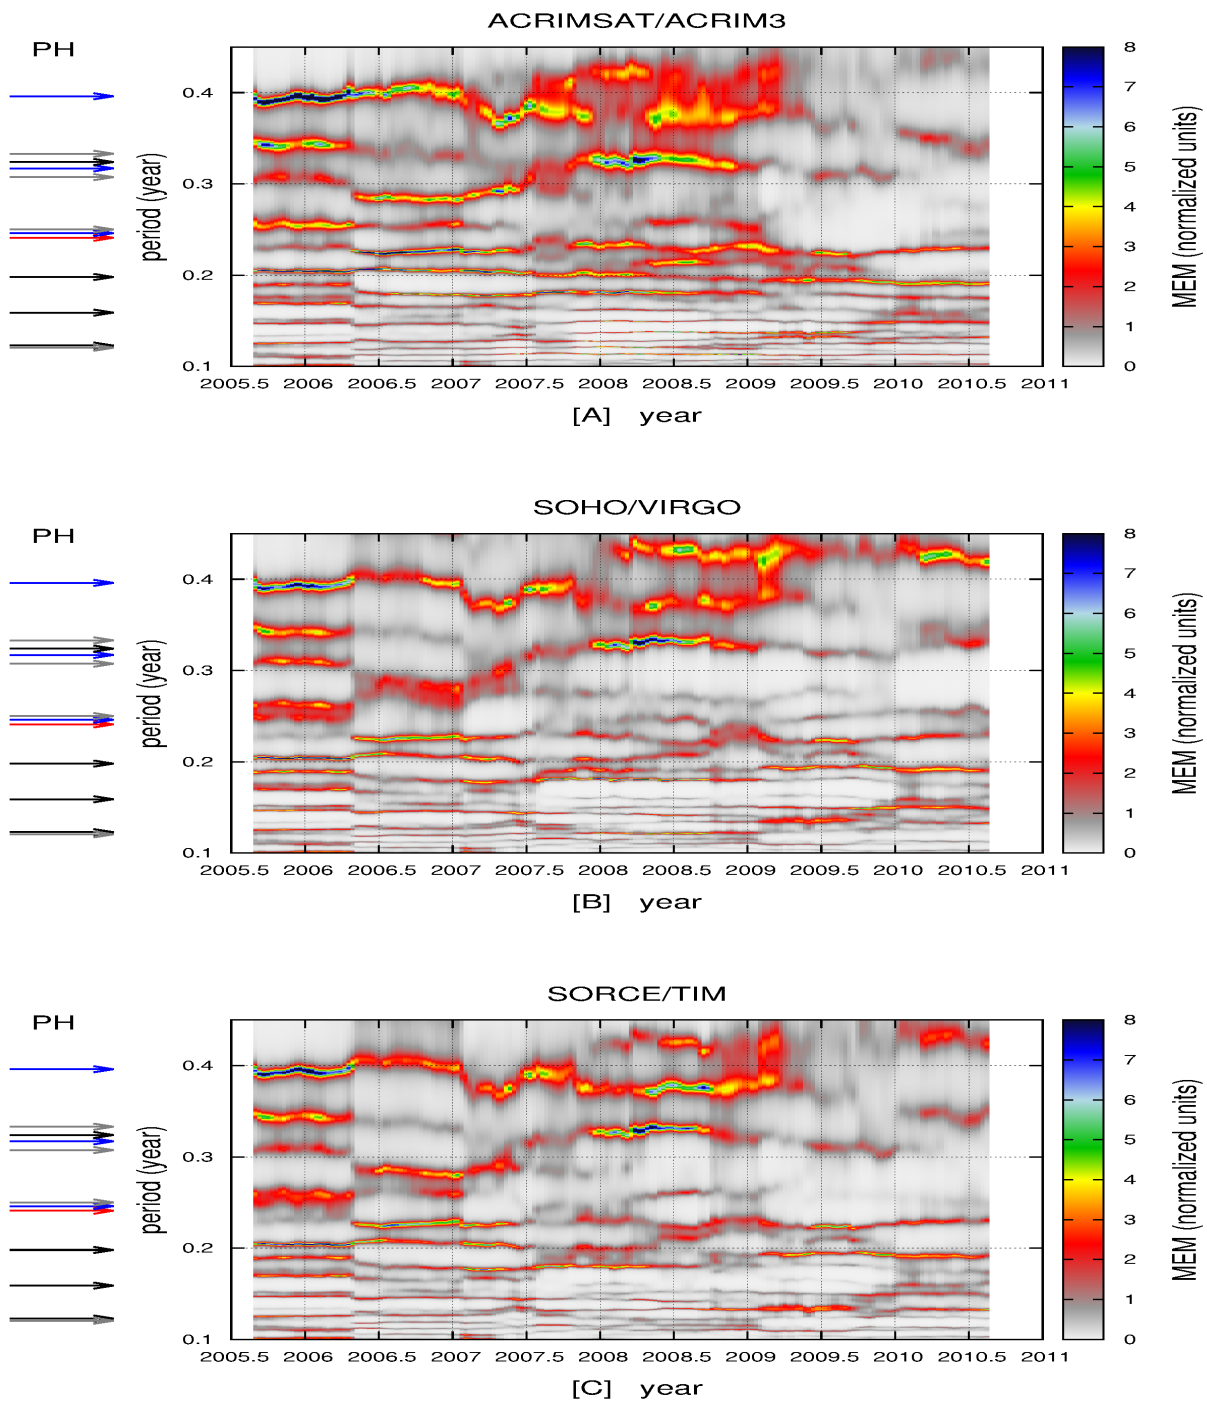 ACRIMSAT/ACRIM3
PH
period (year)
0.4
0.3
0.2
0.1
2005.5 2006 2006.5 2007 2007.5 2008 2008.5 2009 2009.5 2010 2010.5 2011
[A] year
8
7
6
5
4
3
2
1
0
MEM (normalized units)
SOHO/VIRGO
PH
period (year)
0.4
0.3
0.2
0.1
2005.5 2006 2006.5 2007 2007.5 2008 2008.5 2009 2009.5 2010 2010.5 2011
[B] year
8
7
6
5
4
3
2
1
0
MEM (normalized units)
SORCE/TIM
PH
period (year)
0.4
0.3
0.2
0.1
2005.5 2006 2006.5 2007 2007.5 2008 2008.5 2009 2009.5 2010 2010.5 2011
[C] year
8
7
6
5
4
3
2
1
0
MEM (normalized units)